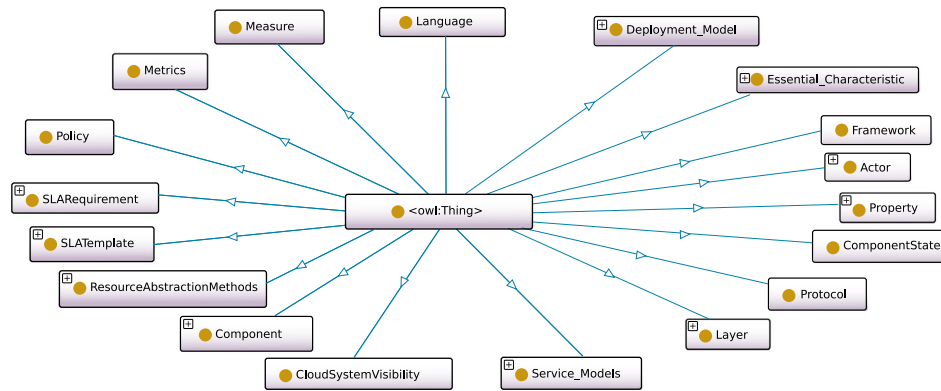 Language
Measure
Deployment_Model
Metrics
Essential_Characteristic
Policy
Framework
Actor
SLARequirement
<owl:Thing>
Property
SLATemplate
ComponentState
ResourceAbstractionMethods
Protocol
Component
Layer
CloudSystemVisibility
Service_Models